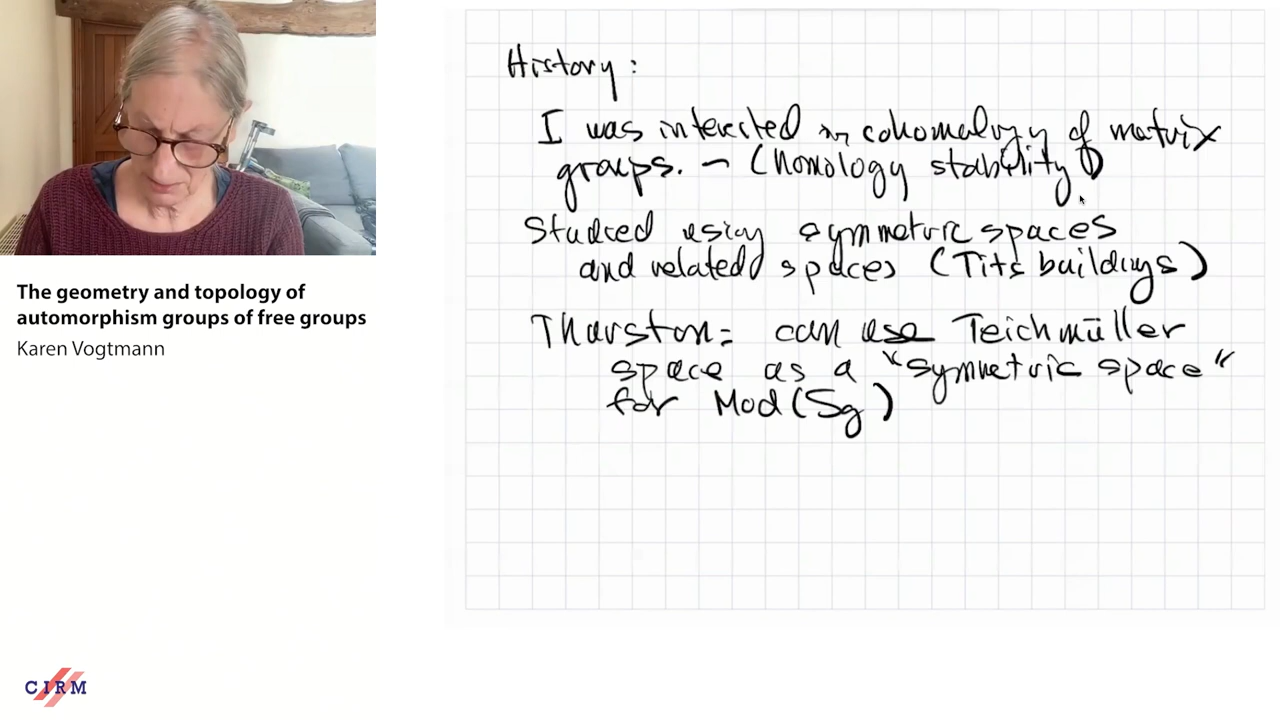 The geometry and topology of
automorphism groups of free groups
Karen Vogtmann
CIRM
History:
I was interested in cohomology of matrix
groups. – (homology stability)
Studied using symmetric spaces
and related spaces (Tits buildings)
Thurston: can use Teichmüller
space as a "symmetric space"
for Mod(Sg)